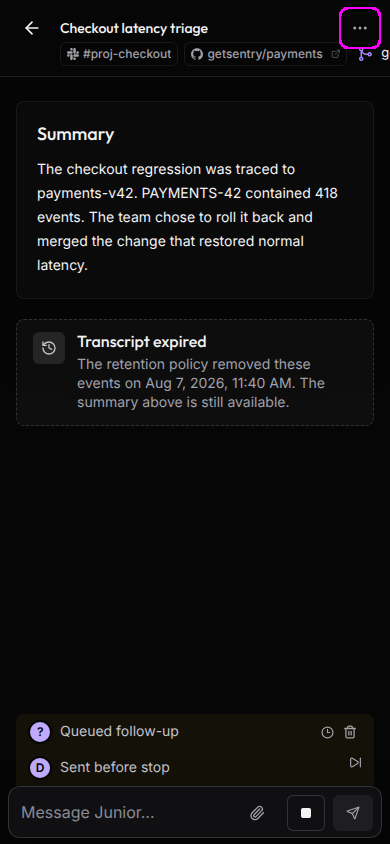 Checkout latency triage
#proj-checkout getsentry/payments g
Summary
The checkout regression was traced to
payments-v42. PAYMENTS-42 contained 418
events. The team chose to roll it back and
merged the change that restored normal
latency.
Transcript expired
The retention policy removed these
events on Aug 7, 2026, 11:40 AM. The
summary above is still available.
? Queued follow-up
D Sent before stop
Message Junior...